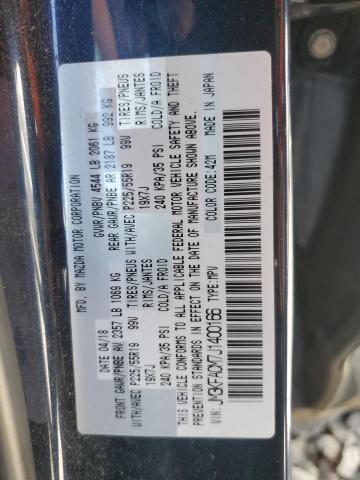 MFD. BY MAZDA MOTOR CORPORATION
DATE 04/18 GVWR/PNBV 4544 LB 2061 KG
FRONT GAWR/PNBE AV 2357 LB 1069 KG REAR GAWR/PNBE AR 2187 LB 992 KG
WITH/AVEC P225/55R19 99V TIRES/PNEUS WITH/AVEC P225/55R19 99V TIRES/PNEUS
19X7J RIMS/JANTES 19X7J RIMS/JANTES
240 KPA/35 PSI COLD/A FROID 240 KPA/35 PSI COLD/A FROID
THIS VEHICLE CONFORMS TO ALL APPLICABLE FEDERAL MOTOR VEHICLE SAFETY AND THEFT
PREVENTION STANDARDS IN EFFECT ON THE DATE OF MANUFACTURE SHOWN ABOVE.
VIN: TYPE:MPV COLOR CODE:42M MADE IN JAPAN